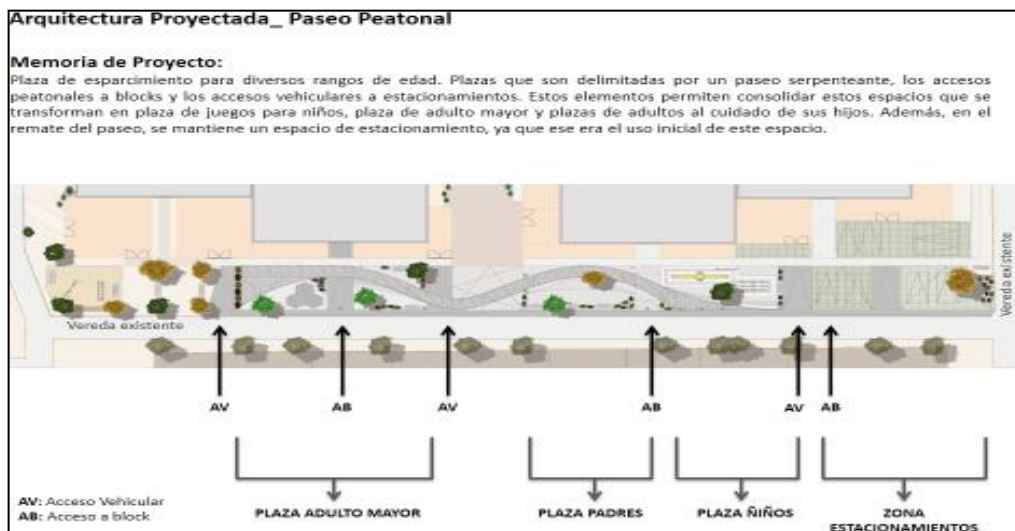 Arquitectura Proyectada_ Paseo Peatonal
Memoria de Proyecto:
Plaza de esparcimiento para diversos rangos de edad. Plazas que son delimitadas por un paseo serpenteante, los accesos
peatonales a blocks y los accesos vehiculares a estacionamientos. Estos elementos permiten consolidar estos espacios que se
transforman en plaza de juegos para niños, plaza de adulto mayor y plazas de adultos al cuidado de sus hijos. Además, en el
remate del paseo, se mantiene un espacio de estacionamiento, ya que ese era el uso inicial de este espacio.
Vereda existente
Vereda existente
AV
AB
AV
AB
AV
AB
PLAZA ADULTO MAYOR
PLAZA PADRES
PLAZA ÑIÑOS
ZONA
ESTACIONAMIENTOS
AV: Acceso Vehicular
AB: Acceso a block